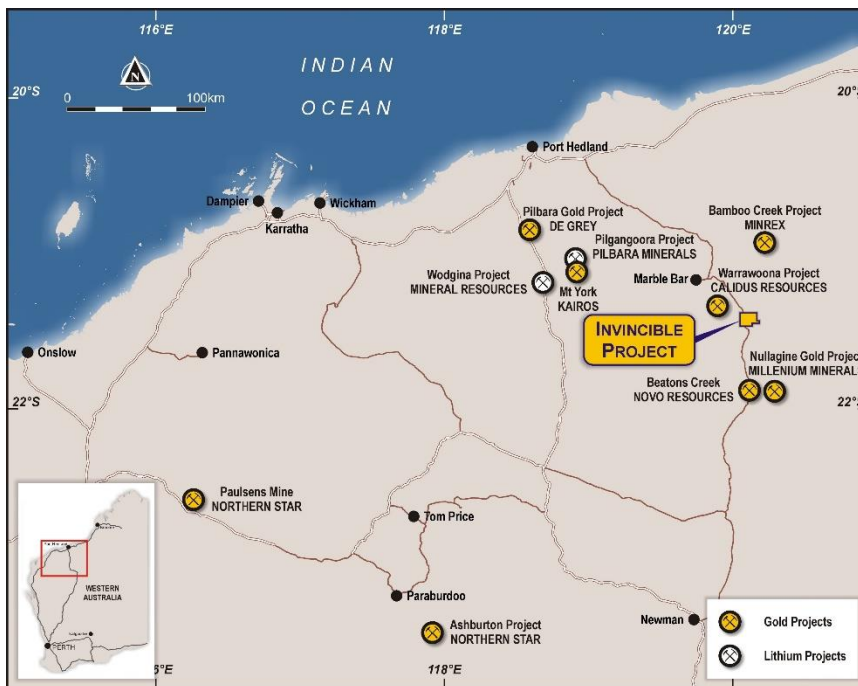 116°E
118°E
120°E
INDIAN
OCEAN
N
20°S
20°S
0
100km
Port Hedland
Dampier
Wickham
Karratha
Pilbara Gold Project
DE GREY
Bamboo Creek Project
MINREX
Pilgangoora Project
PILBARA MINERALS
Wodgina Project
MINERAL RESOURCES
Mt York
KAIROS
Marble Bar
Warrawoona Project
CALIDUS RESOURCES
INVINCIBLE
PROJECT
Onslow
Pannawonica
Nullagine Gold Project
MILLENIUM MINERALS
Beatons Creek
NOVO RESOURCES
22°S
22°S
Paulsens Mine
NORTHERN STAR
Tom Price
Paraburdoo
Ashburton Project
NORTHERN STAR
Newman
WESTERN
AUSTRALIA
PERTH
Gold Projects
Lithium Projects
118°E